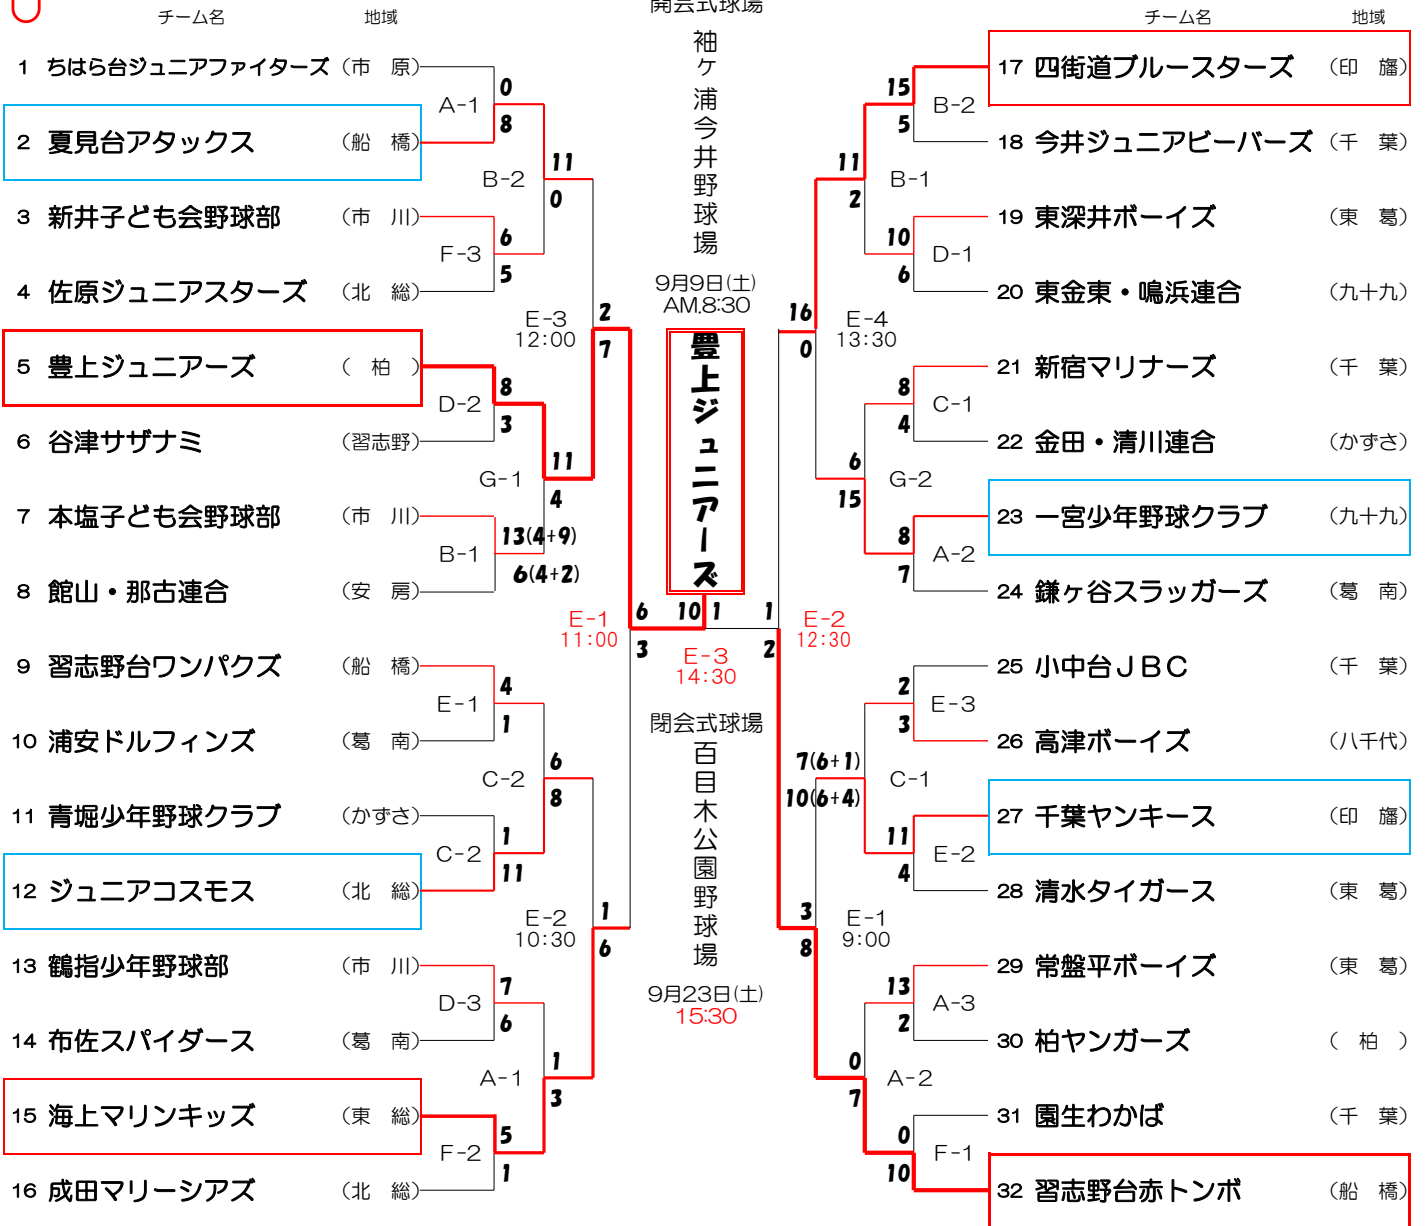 開会式球場
チーム名 地域
1 ちはら台ジュニアファイターズ (市 原)
2 夏見台アタックス (船 橋)
3 新井子ども会野球部 (市 川)
4 佐原ジュニアスターズ (北 総)
5 豊上ジュニアーズ ( 柏 )
6 谷津サザナミ (習志野)
7 本塩子ども会野球部 (市 川)
8 館山・那古連合 (安 房)
9 習志野台ワンパクズ (船 橋)
10 浦安ドルフィンズ (葛 南)
11 青堀少年野球クラブ (かずさ)
12 ジュニアコスモス (北 総)
13 鶴指少年野球部 (市 川)
14 布佐スパイダース (葛 南)
15 海上マリンキッズ (東 総)
16 成田マリーシアズ (北 総)
A-1
0
8
F-3
6
5
D-2
8
3
B-1
13(4+9)
6(4+2)
E-1
4
1
C-2
1
11
D-3
7
6
F-2
5
1
B-2
11
0
G-1
11
4
C-2
6
8
A-1
1
3
E-3
12:00
2
7
E-2
10:30
1
6
E-1
11:00
6
3
袖ケ浦今井野球場
9月9日(土)
AM.8:30
豊上ジュニアーズ
10 1
E-3
14:30
閉会式球場
百目木公園野球場
9月23日(土)
15:30
E-2
12:30
1
2
E-4
13:30
16
0
E-1
9:00
3
8
B-1
11
2
G-2
6
15
C-1
7(6+1)
10(6+4)
A-2
0
7
B-2
15
5
D-1
10
6
C-1
8
4
A-2
8
7
E-3
2
3
E-2
11
4
A-3
13
2
F-1
0
10
チーム名 地域
17 四街道ブルースターズ (印 旛)
18 今井ジュニアビーバーズ (千 葉)
19 東深井ボーイズ (東 葛)
20 東金東・鳴浜連合 (九十九)
21 新宿マリナーズ (千 葉)
22 金田・清川連合 (かずさ)
23 一宮少年野球クラブ (九十九)
24 鎌ヶ谷スラッガーズ (葛 南)
25 小中台JBC (千 葉)
26 高津ボーイズ (八千代)
27 千葉ヤンキース (印 旛)
28 清水タイガース (東 葛)
29 常盤平ボーイズ (東 葛)
30 柏ヤンガーズ ( 柏 )
31 園生わかば (千 葉)
32 習志野台赤トンボ (船 橋)